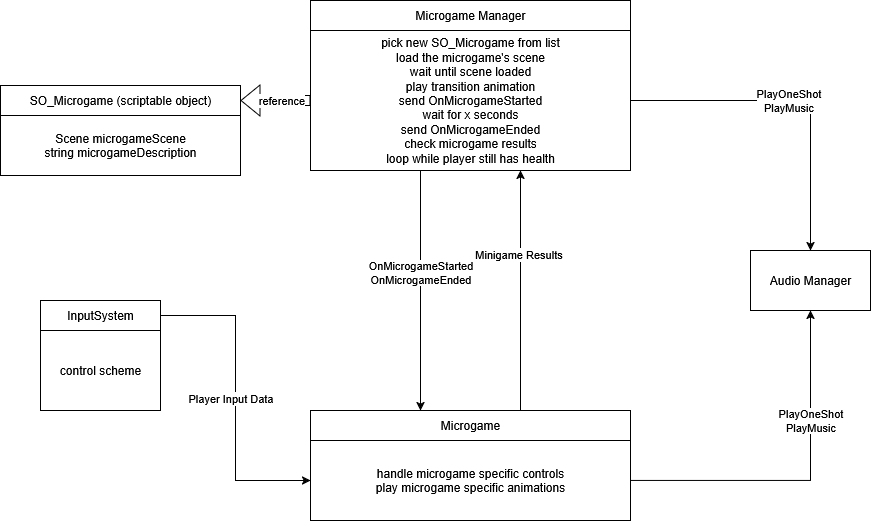 Microgame Manager
pick new SO_Microgame from list
load the microgame's scene
wait until scene loaded
play transition animation
send OnMicrogameStarted
wait for x seconds
send OnMicrogameEnded
check microgame results
loop while player still has health
SO_Microgame (scriptable object)
Scene microgameScene
string microgameDescription
reference
PlayOneShot
PlayMusic
Audio Manager
OnMicrogameStarted
OnMicrogameEnded
Minigame Results
InputSystem
control scheme
Player Input Data
Microgame
handle microgame specific controls
play microgame specific animations
PlayOneShot
PlayMusic